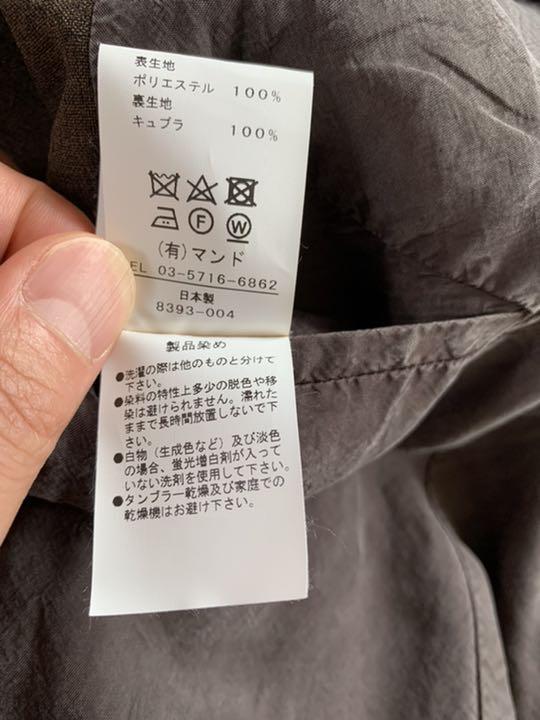 表生地
ポリエステル 100%
裏生地
キュプラ 100%
F W
(有)マンド
EL 03-5716-6862
日本製
8393-004
製品染め
●洗濯の際は他のものと分けて
下さい。
●染料の特性上多少の脱色や移
染は避けられません。濡れた
ままで長時間放置しないで下
さい。
●白物（生成色など）及び淡色
の場合、蛍光増白剤が入って
いない洗剤を使用して下さい。
●タンブラー乾燥及び家庭での
乾燥機はお避け下さい。